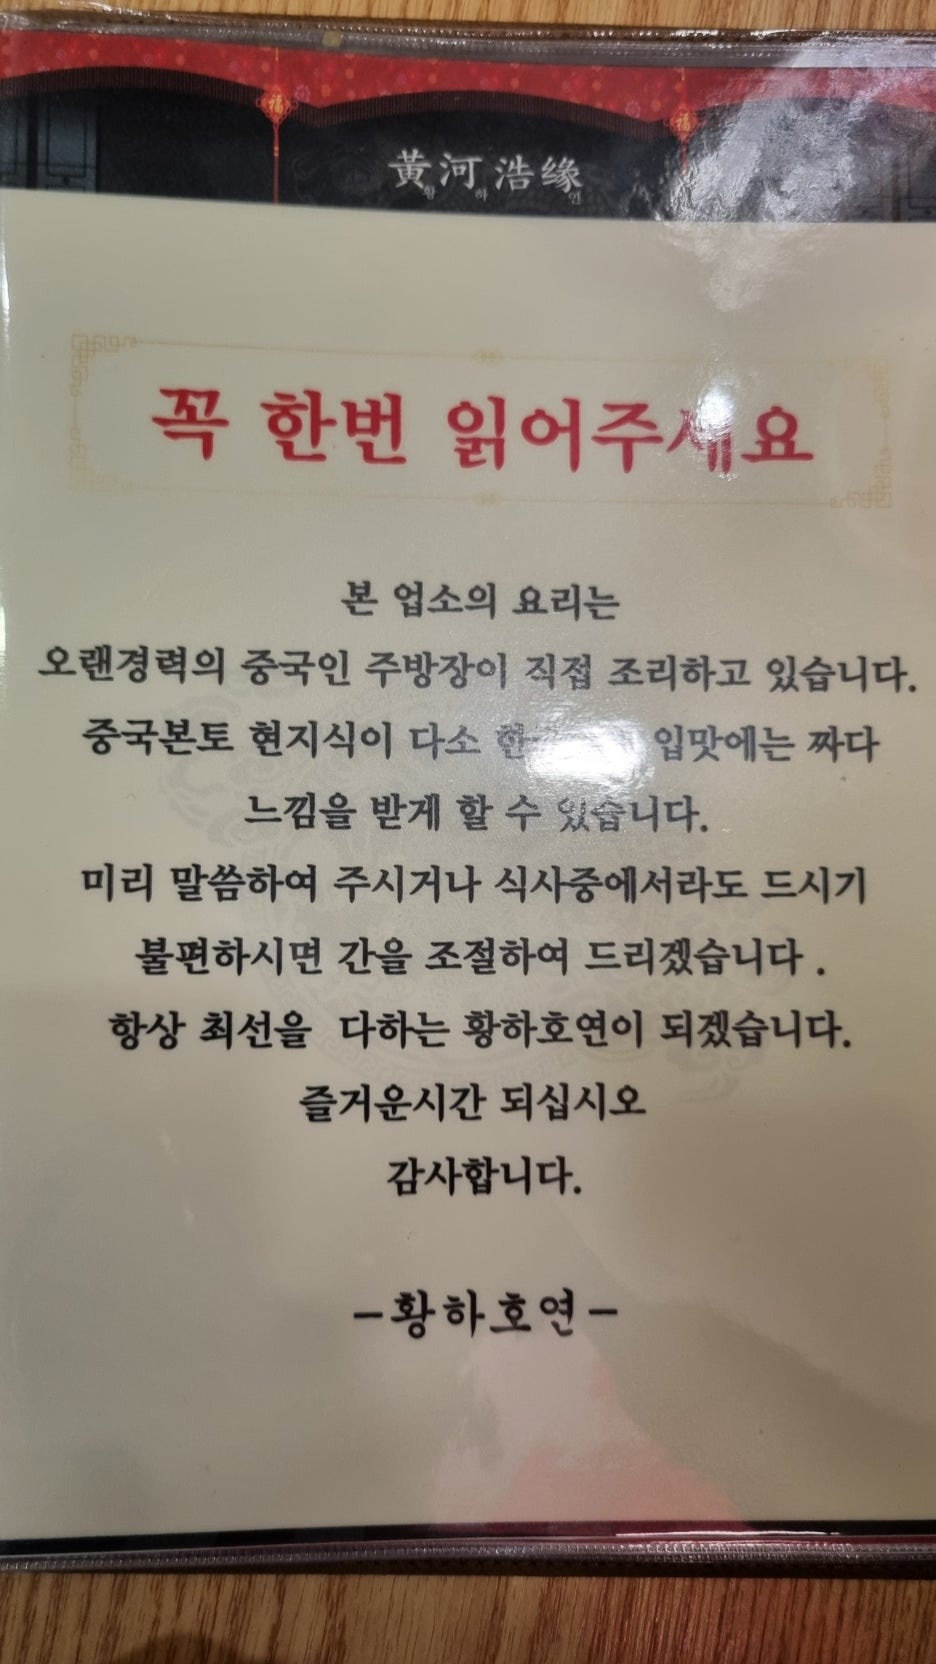 黃河浩缘
황 하 연
꼭 한번 읽어주세요
본 업소의 요리는
오랜경력의 중국인 주방장이 직접 조리하고 있습니다.
중국본토 현지식이 다소 입맛에는 짜다
느낌을 받게 할 수 있습니다.
미리 말씀하여 주시거나 식사중에서라도 드시기
불편하시면 간을 조절하여 드리겠습니다 .
항상 최선을 다하는 황하호연이 되겠습니다.
즐거운시간 되십시오
감사합니다.
-황하호연-